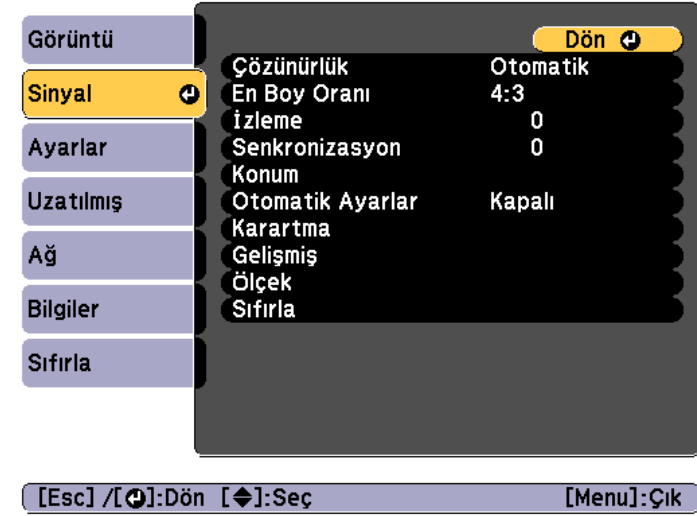 Görüntü
Sinyal
Ayarlar
Uzatılmış
Ağ
Bilgiler
Sıfırla
Dön
Çözünürlük Otomatik
En Boy Oranı 4:3
İzleme 0
Senkronizasyon 0
Konum
Otomatik Ayarlar Kapalı
Karartma
Gelişmiş
Ölçek
Sıfırla
[Esc] /[⏎]:Dön [◆]:Seç [Menu]:Çık